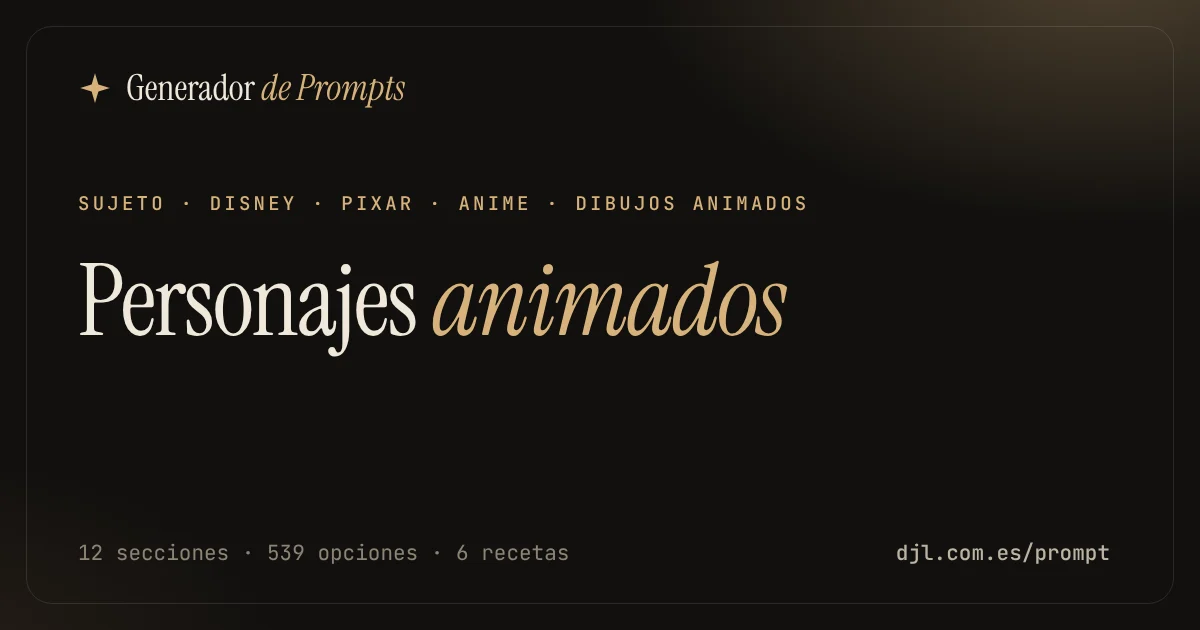 Generador de Prompts
SUJETO · DISNEY · PIXAR · ANIME · DIBUJOS ANIMADOS
Personajes animados
12 secciones · 539 opciones · 6 recetas
djl.com.es/prompt